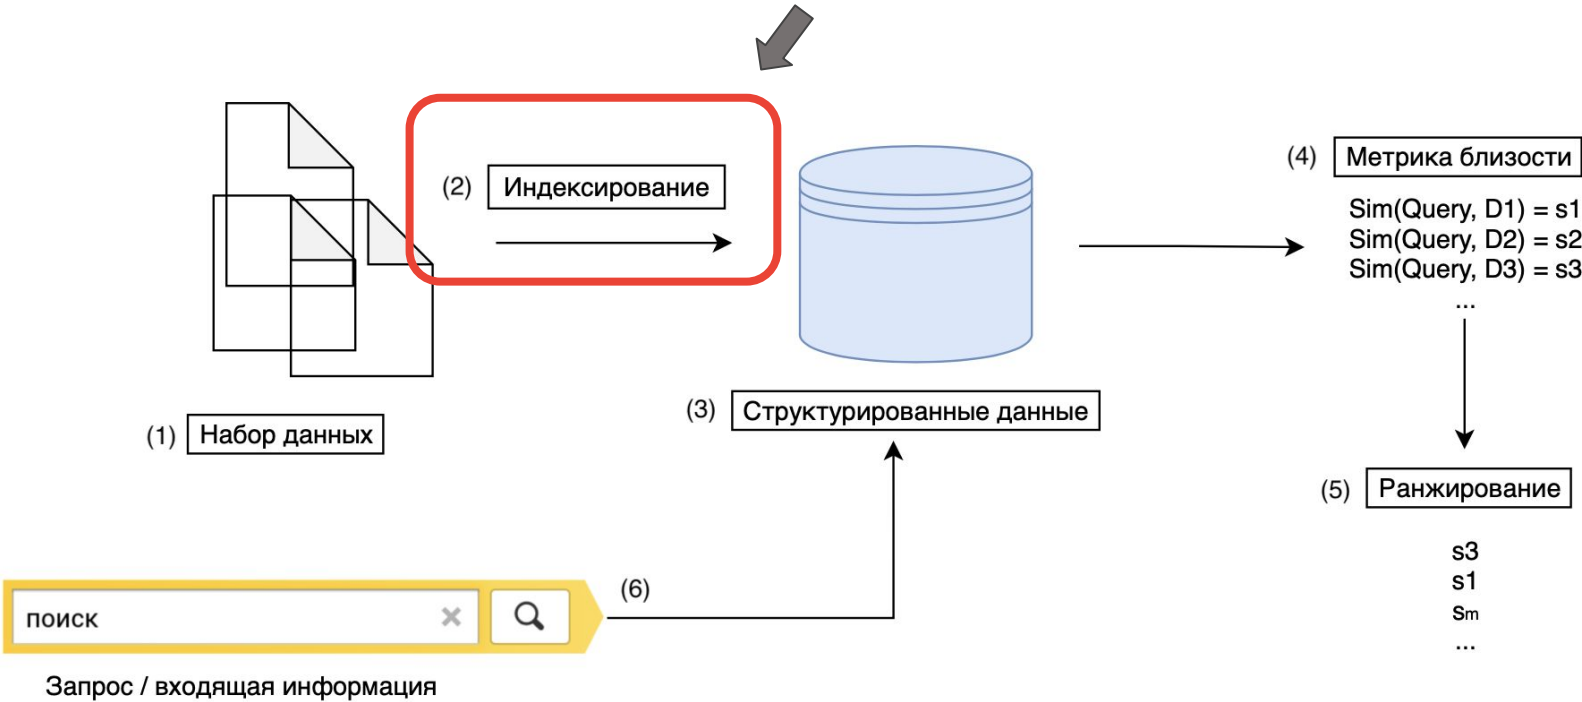 (1) Набор данных
(2) Индексирование
(3) Структурированные данные
(4) Метрика близости
Sim(Query, D1) = s1
Sim(Query, D2) = s2
Sim(Query, D3) = s3
...
(5) Ранжирование
s3
s1
sm
...
(6)
поиск
Запрос / входящая информация